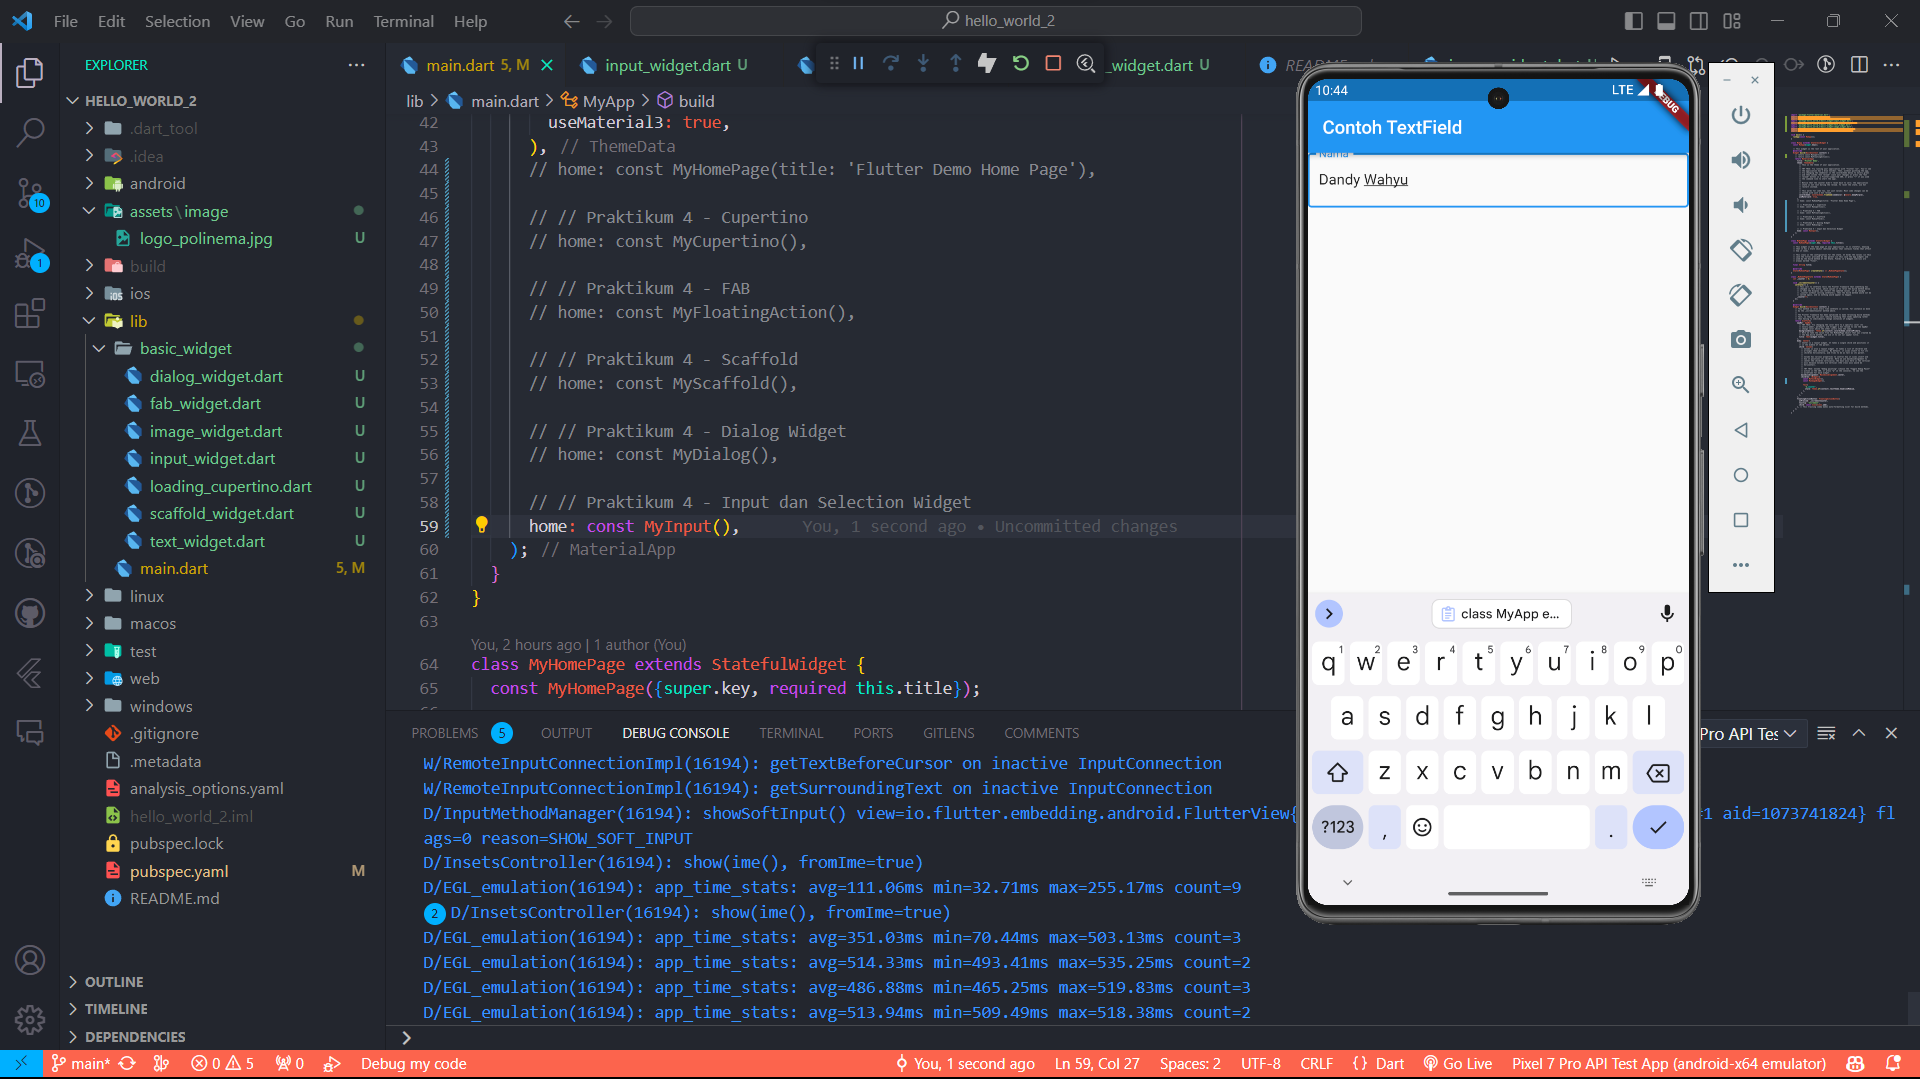 File Edit Selection View Go Run Terminal Help
hello_world_2
EXPLORER
HELLO_WORLD_2
.dart_tool
.idea
android
assets\image
logo_polinema.jpg U
build
ios
lib
basic_widget
dialog_widget.dart U
fab_widget.dart U
image_widget.dart U
input_widget.dart U
loading_cupertino.dart U
scaffold_widget.dart U
text_widget.dart U
main.dart 5, M
linux
macos
test
web
windows
.gitignore
.metadata
analysis_options.yaml
hello_world_2.iml
pubspec.lock
pubspec.yaml M
README.md
OUTLINE
TIMELINE
DEPENDENCIES
10
1
main.dart 5, M
input_widget.dart U
_widget.dart U
README
lib > main.dart > MyApp > build
42 useMaterial3: true,
43 ), // ThemeData
44 // home: const MyHomePage(title: 'Flutter Demo Home Page'),
45
46 // // Praktikum 4 - Cupertino
47 // home: const MyCupertino(),
48
49 // // Praktikum 4 - FAB
50 // home: const MyFloatingAction(),
51
52 // // Praktikum 4 - Scaffold
53 // home: const MyScaffold(),
54
55 // // Praktikum 4 - Dialog Widget
56 // home: const MyDialog(),
57
58 // // Praktikum 4 - Input dan Selection Widget
59 home: const MyInput(), You, 1 second ago • Uncommitted changes
60 ); // MaterialApp
61 }
62 }
63
You, 2 hours ago | 1 author (You)
64 class MyHomePage extends StatefulWidget {
65 const MyHomePage({super.key, required this.title});
PROBLEMS 5 OUTPUT DEBUG CONSOLE TERMINAL PORTS GITLENS COMMENTS
Pro API Tes
W/RemoteInputConnectionImpl(16194): getTextBeforeCursor on inactive InputConnection
W/RemoteInputConnectionImpl(16194): getSurroundingText on inactive InputConnection
D/InputMethodManager(16194): showSoftInput() view=io.flutter.embedding.android.FlutterView{ =1 aid=1073741824} fl
ags=0 reason=SHOW_SOFT_INPUT
D/InsetsController(16194): show(ime(), fromIme=true)
D/EGL_emulation(16194): app_time_stats: avg=111.06ms min=32.71ms max=255.17ms count=9
2 D/InsetsController(16194): show(ime(), fromIme=true)
D/EGL_emulation(16194): app_time_stats: avg=351.03ms min=70.44ms max=503.13ms count=3
D/EGL_emulation(16194): app_time_stats: avg=514.33ms min=493.41ms max=535.25ms count=2
D/EGL_emulation(16194): app_time_stats: avg=486.88ms min=465.25ms max=519.83ms count=3
D/EGL_emulation(16194): app_time_stats: avg=513.94ms min=509.49ms max=518.38ms count=2
10:44 LTE
DEBUG
Contoh TextField
Nama
Dandy Wahyu
class MyApp e...
q1 w2 e3 r4 t5 y6 u7 i8 o9 p0
a s d f g h j k l
z x c v b n m
?123 , .
main* 0 5 0 Debug my code You, 1 second ago Ln 59, Col 27 Spaces: 2 UTF-8 CRLF {} Dart Go Live Pixel 7 Pro API Test App (android-x64 emulator)